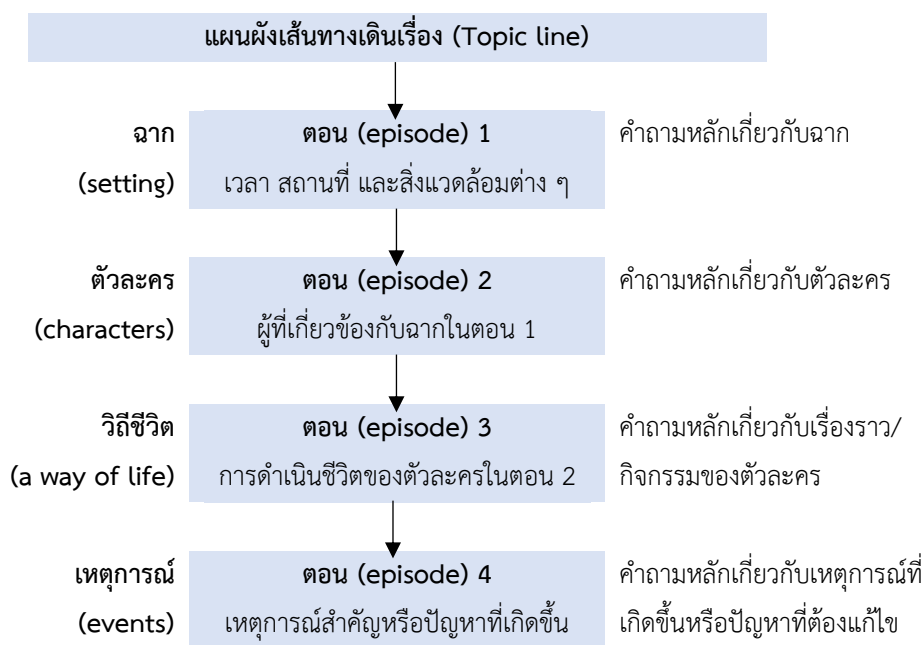 แผนผังเส้นทางเดินเรื่อง (Topic line)
ฉาก ตอน (episode) 1 คำถามหลักเกี่ยวกับฉาก
(setting) เวลา สถานที่ และสิ่งแวดล้อมต่าง ๆ
ตัวละคร ตอน (episode) 2 คำถามหลักเกี่ยวกับตัวละคร
(characters) ผู้ที่เกี่ยวข้องกับฉากในตอน 1
วิถีชีวิต ตอน (episode) 3 คำถามหลักเกี่ยวกับเรื่องราว/
(a way of life) การดำเนินชีวิตของตัวละครในตอน 2 กิจกรรมของตัวละคร
เหตุการณ์ ตอน (episode) 4 คำถามหลักเกี่ยวกับเหตุการณ์ที่
(events) เหตุการณ์สำคัญหรือปัญหาที่เกิดขึ้น เกิดขึ้นหรือปัญหาที่ต้องแก้ไข